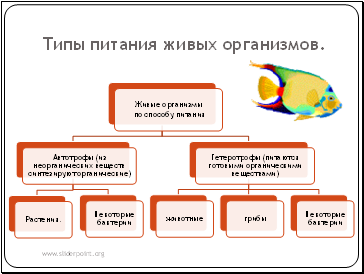 Типы питания живых организмов.
Живые организмы
по способу питания
Автотрофы (из
неорганических веществ
синтезируют органические)
Гетеротрофы (питаются
готовыми органическими
веществами)
Растения.
Некоторые
бактерии
животные
грибы
Некоторые
бактерии
www.sliderpoint.org